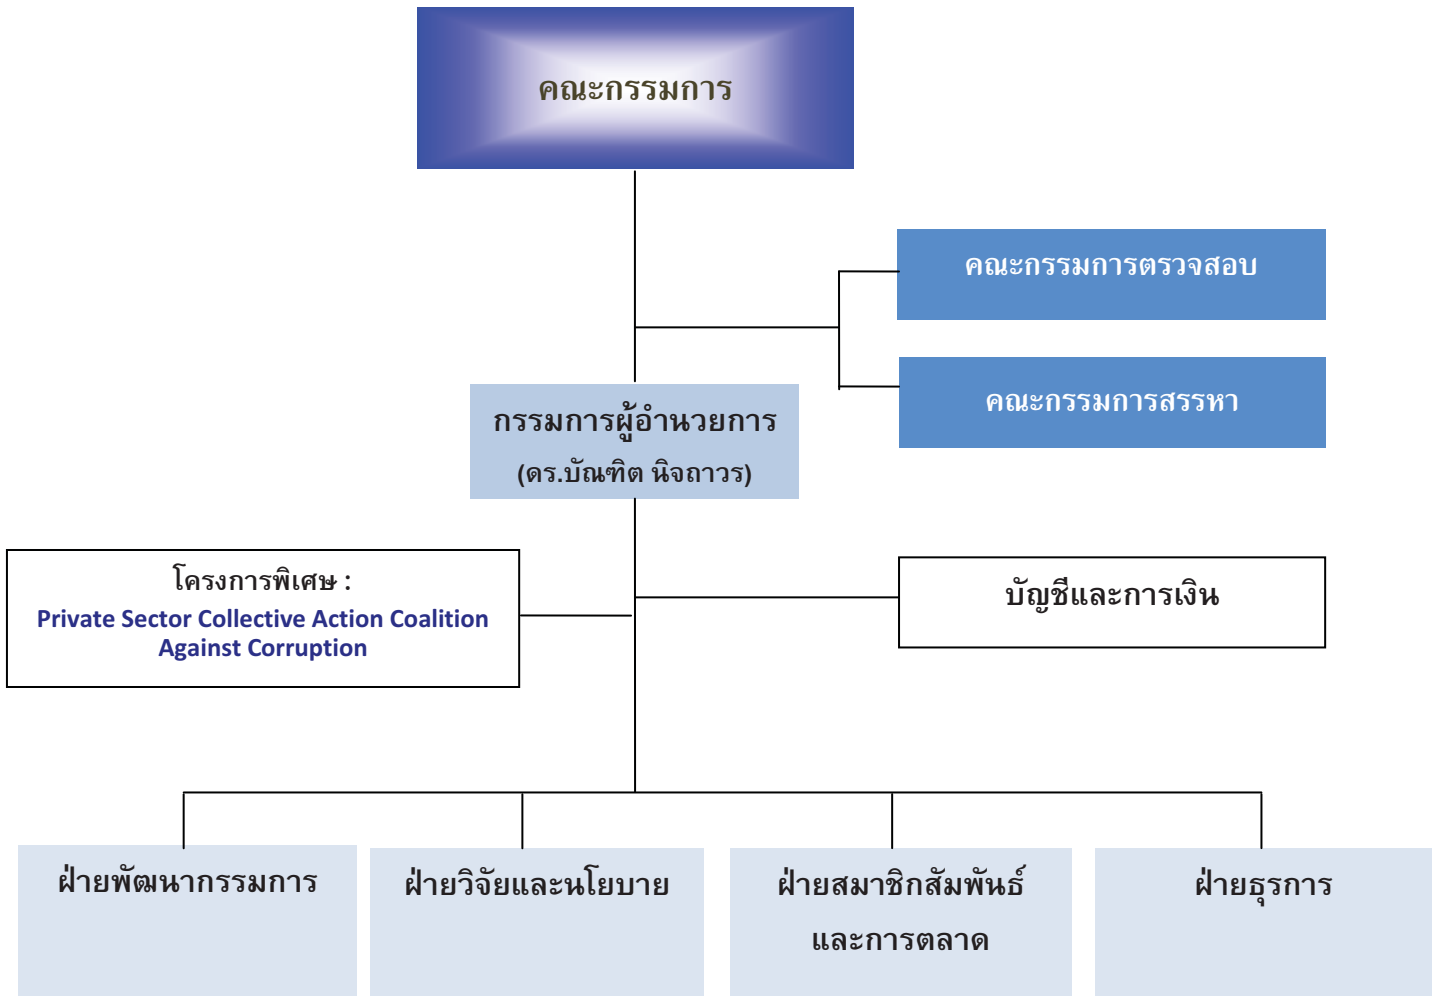 คณะกรรมการ
คณะกรรมการตรวจสอบ
คณะกรรมการสรรหา
กรรมการผู้อำนวยการ
(ดร.บัณฑิต นิจถาวร)
โครงการพิเศษ :
Private Sector Collective Action Coalition
Against Corruption
บัญชีและการเงิน
ฝ่ายพัฒนากรรมการ
ฝ่ายวิจัยและนโยบาย
ฝ่ายสมาชิกสัมพันธ์
และการตลาด
ฝ่ายธุรการ